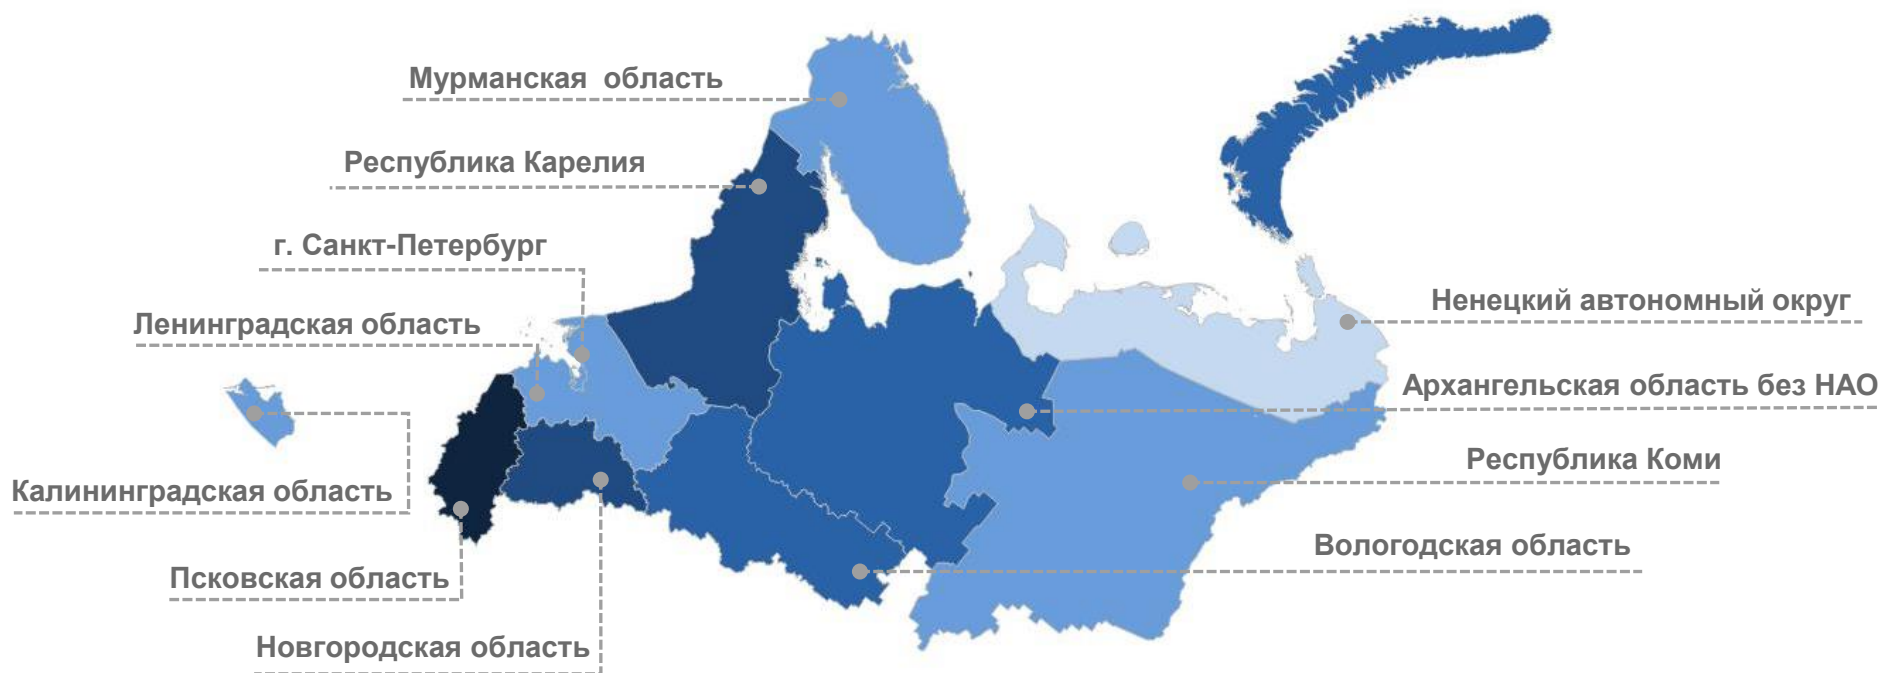 Мурманская область
Республика Карелия
г. Санкт-Петербург
Ленинградская область
Ненецкий автономный округ
Архангельская область без НАО
Республика Коми
Калининградская область
Вологодская область
Псковская область
Новгородская область